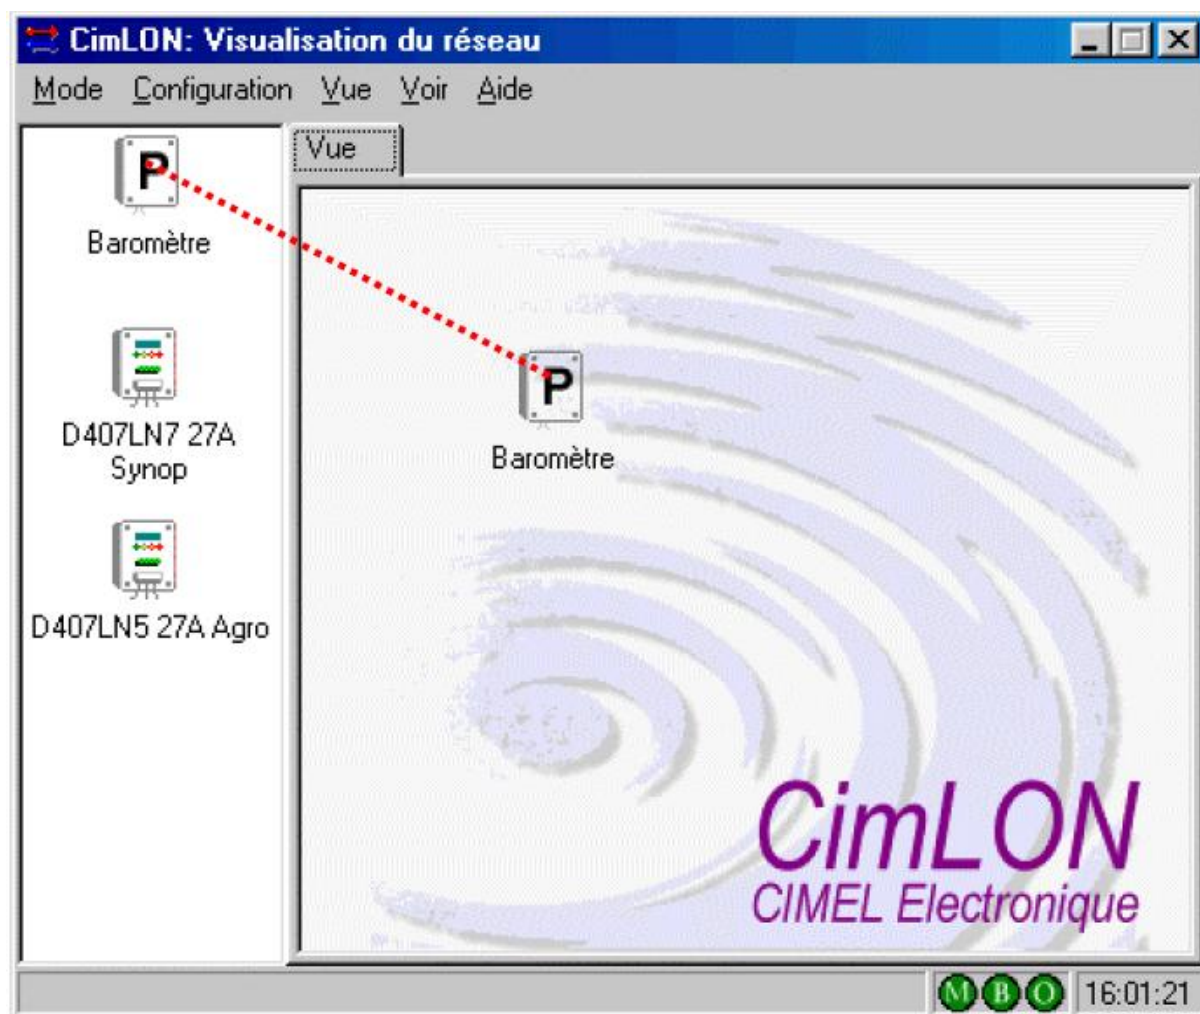 CimLON: Visualisation du réseau
Mode Configuration Vue Voir Aide
P
Baromètre
D407LN7 27A
Synop
D407LN5 27A Agro
Vue
P
Baromètre
CimLON
CIMEL Electronique
M B O 16:01:21